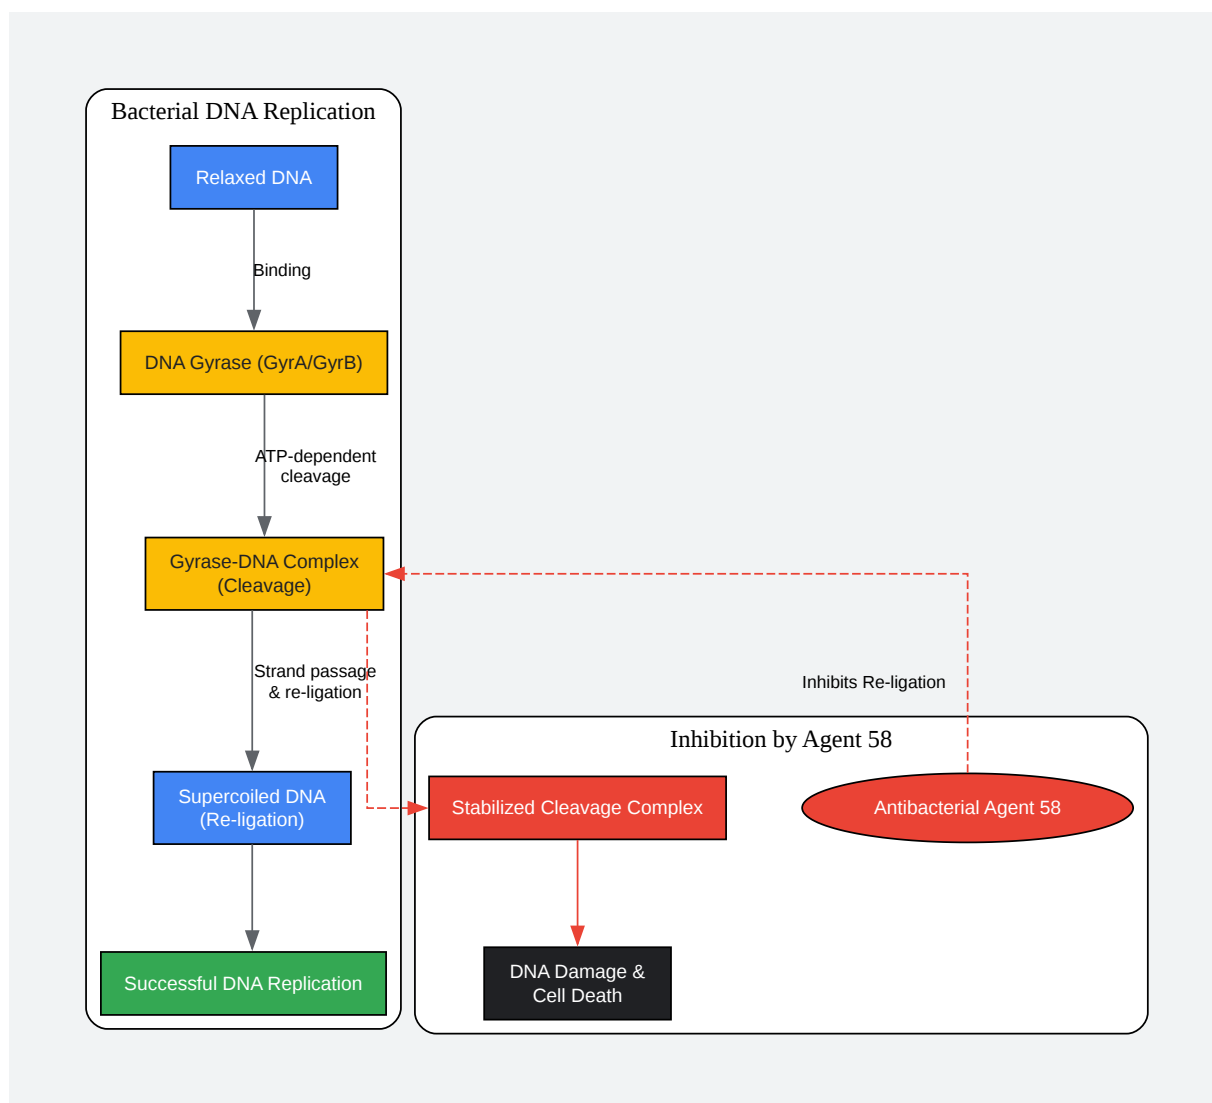 Bacterial DNA Replication
Relaxed DNA
Binding
DNA Gyrase (GyrA/GyrB)
ATP-dependent
cleavage
Gyrase-DNA Complex
(Cleavage)
Strand passage
& re-ligation
Supercoiled DNA
(Re-ligation)
Successful DNA Replication
Inhibits Re-ligation
Inhibition by Agent 58
Stabilized Cleavage Complex
Antibacterial Agent 58
DNA Damage &
Cell Death